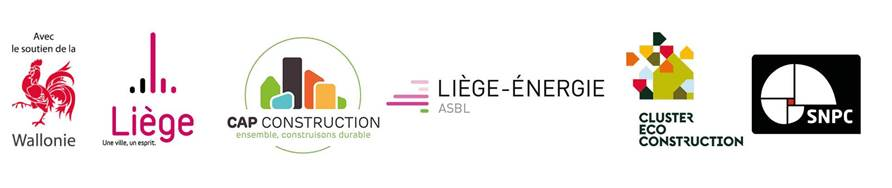 Avec
le soutien de la
Wallonie
Liège
Une ville, un esprit.
CAP CONSTRUCTION
ensemble, construisons durable
LIÈGE-ÉNERGIE
ASBL
CLUSTER
ECO
CONSTRUCTION
SNPC